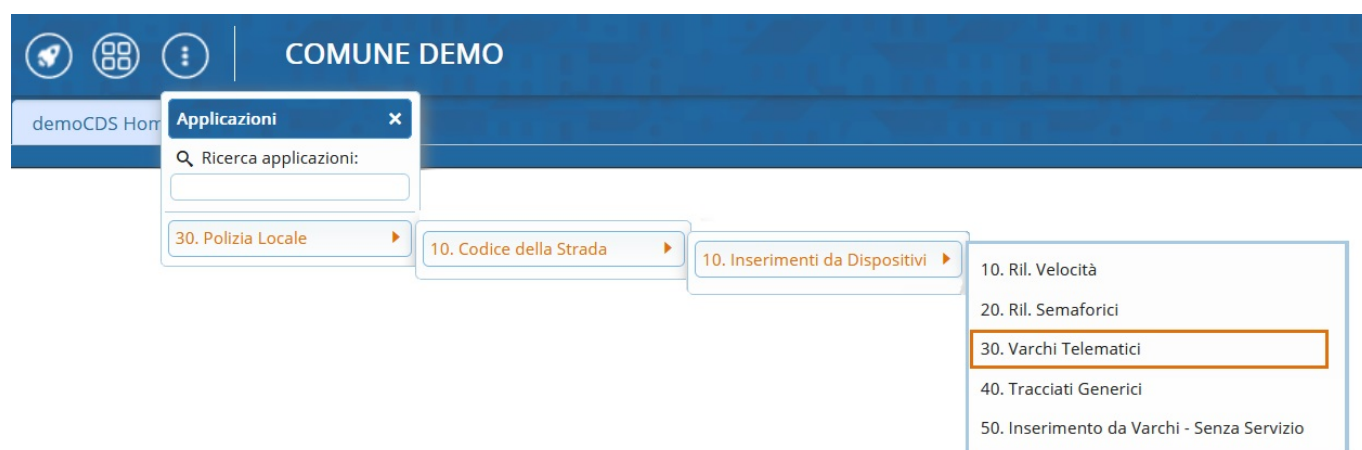 COMUNE DEMO
demoCDS Hom
Applicazioni
Ricerca applicazioni:
30. Polizia Locale
10. Codice della Strada
10. Inserimenti da Dispositivi
10. Ril. Velocità
20. Ril. Semaforici
30. Varchi Telematici
40. Tracciati Generici
50. Inserimento da Varchi - Senza Servizio